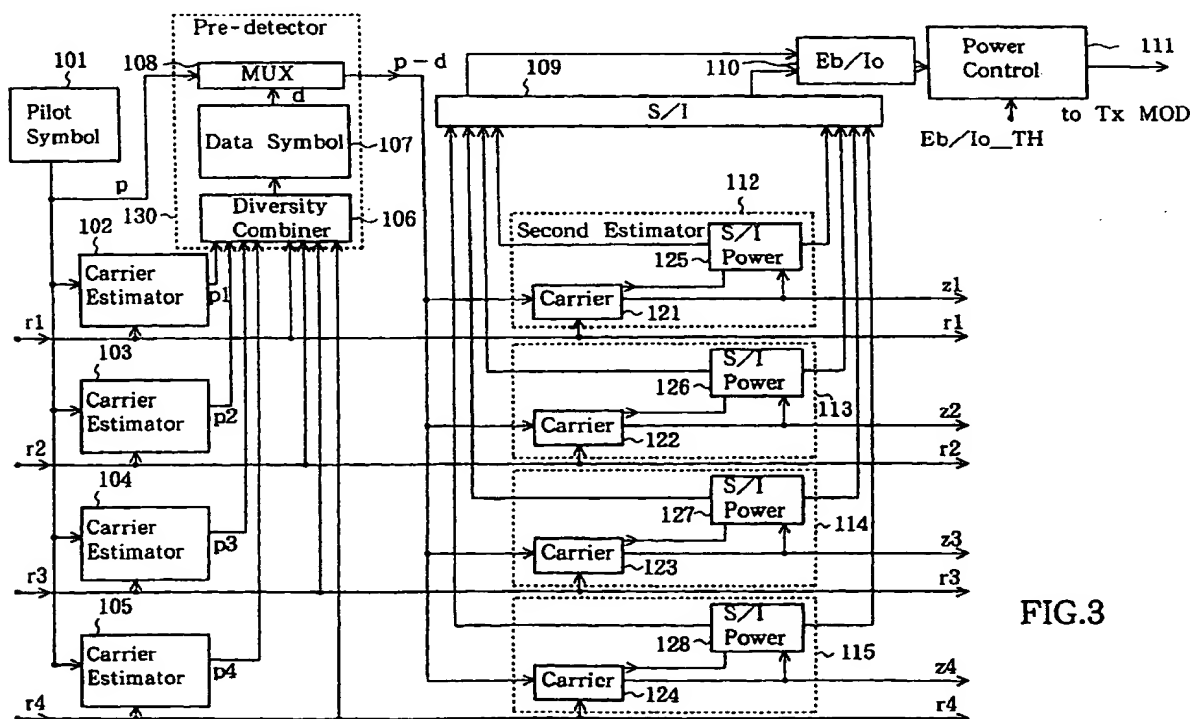 Pre-detector
101
108
MUX
p-d
Pilot
Symbol
d
Data Symbol
107
p
130
Diversity
Combiner
106
102
Carrier
Estimator
p1
r1
103
Carrier
Estimator
p2
r2
104
Carrier
Estimator
p3
r3
105
Carrier
Estimator
p4
r4
109
S/I
110
Eb/Io
Power
Control
111
to Tx MOD
Eb/Io_TH
112
Second Estimator
S/I
Power
125
Carrier
121
z1
r1
S/I
Power
126
113
Carrier
122
z2
r2
S/I
Power
127
114
Carrier
123
z3
r3
S/I
Power
128
115
Carrier
124
z4
r4
FIG.3